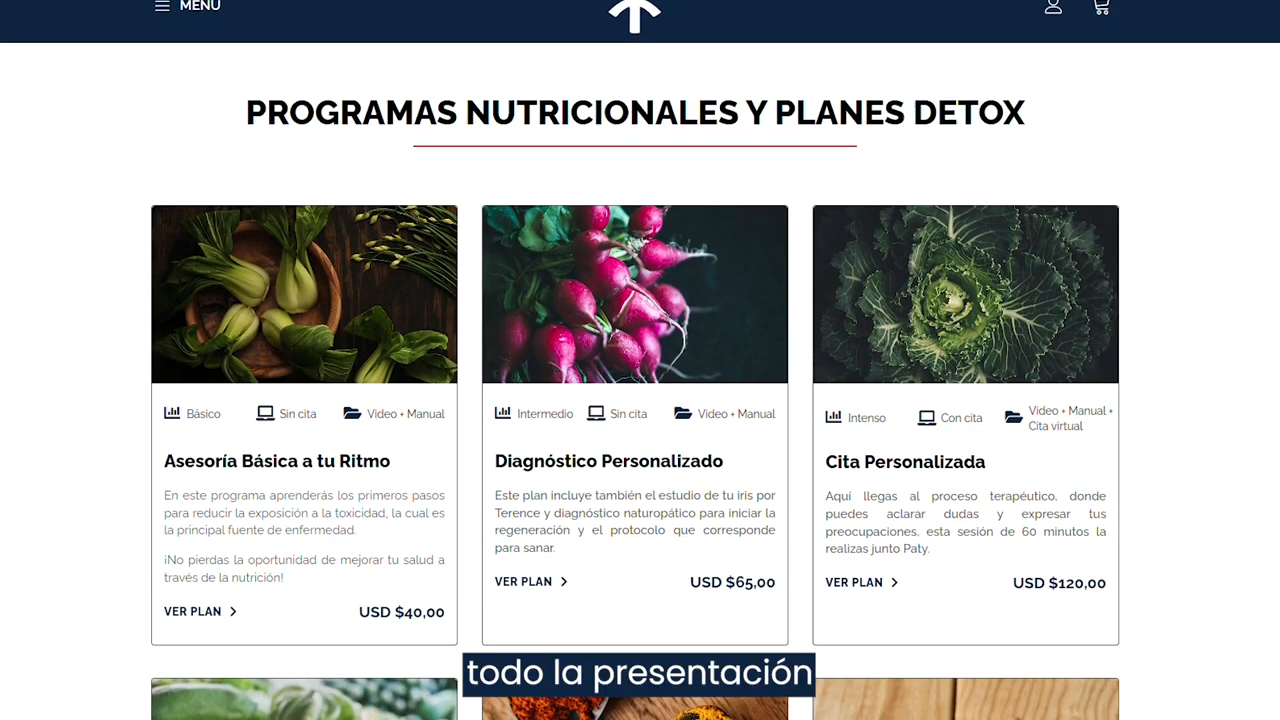 MENÚ
PROGRAMAS NUTRICIONALES Y PLANES DETOX
Básico
Sin cita
Video + Manual
Asesoría Básica a tu Ritmo
En este programa aprenderás los primeros pasos
para reducir la exposición a la toxicidad, la cual es
la principal fuente de enfermedad.
¡No pierdas la oportunidad de mejorar tu salud a
través de la nutrición!
VER PLAN
USD $40,00
Intermedio
Sin cita
Video + Manual
Diagnóstico Personalizado
Este plan incluye también el estudio de tu iris por
Terence y diagnóstico naturopático para iniciar la
regeneración y el protocolo que corresponde
para sanar.
VER PLAN
USD $65,00
Intenso
Con cita
Video + Manual +
Cita virtual
Cita Personalizada
Aquí llegas al proceso terapéutico, donde
puedes aclarar dudas y expresar tus
preocupaciones, esta sesión de 60 minutos la
realizas junto Paty.
VER PLAN
USD $120,00
todo la presentación